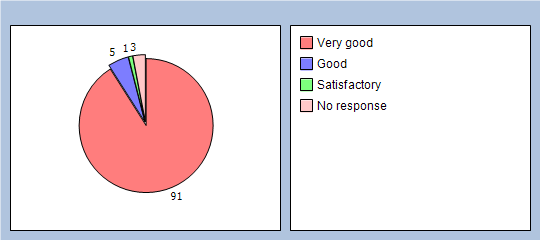 5 1 3
91
Very good
Good
Satisfactory
No response